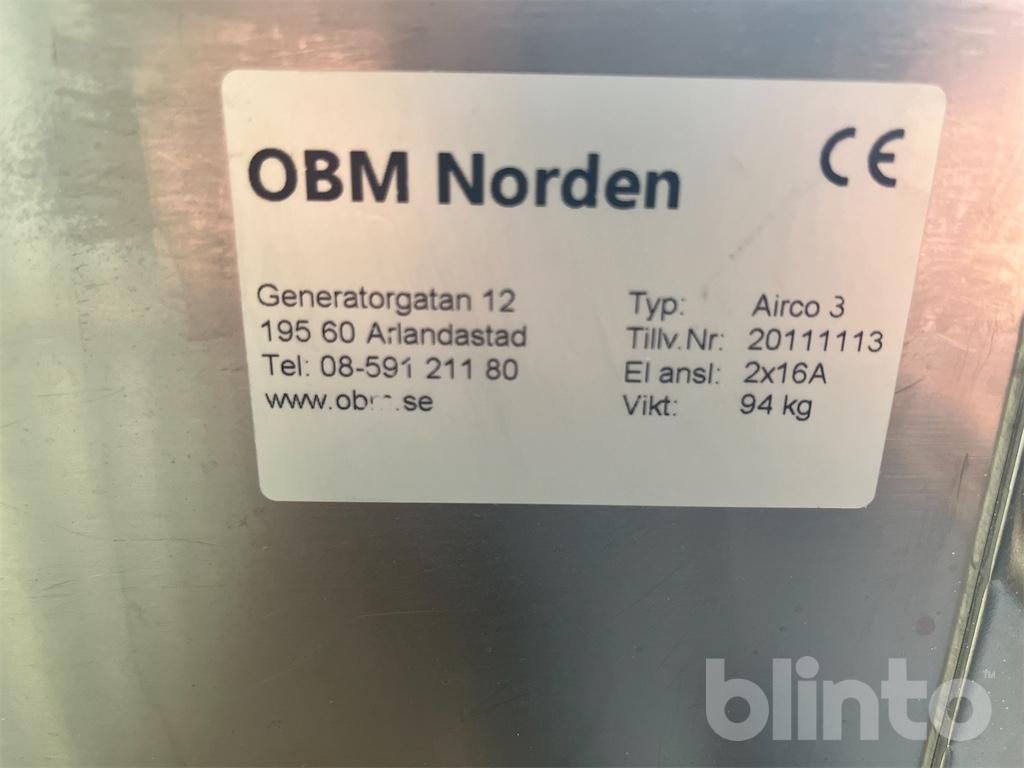 OBM Norden
CE
Generatorgatan 12
195 60 Arlandastad
Tel: 08-591 211 80
Typ: Airco 3
Tillv.Nr: 20111113
El ansl: 2x16A
Vikt: 94 kg
blinto™